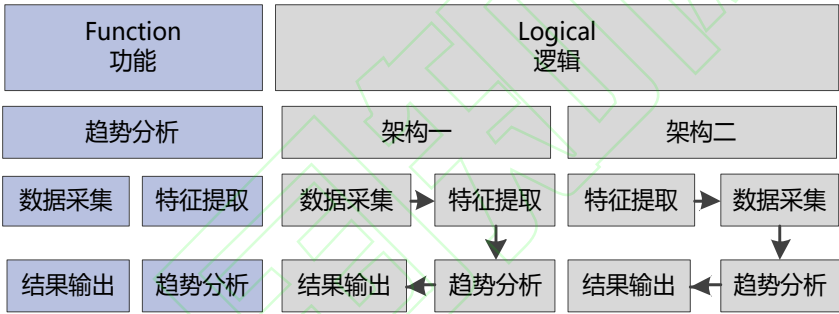 Function
功能
Logical
逻辑
趋势分析
架构一
架构二
数据采集
特征提取
数据采集
特征提取
特征提取
数据采集
结果输出
趋势分析
结果输出
趋势分析
结果输出
趋势分析